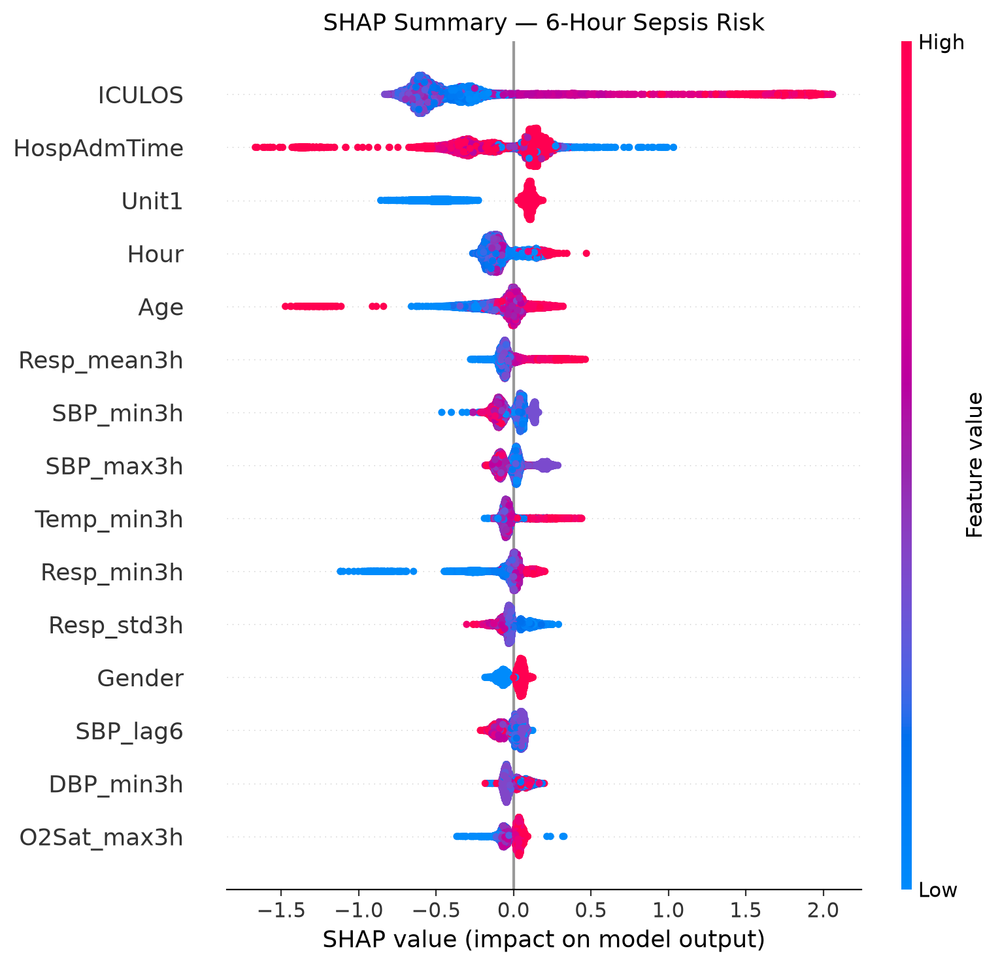 SHAP Summary — 6-Hour Sepsis Risk
High
ICULOS
HospAdmTime
Unit1
Hour
Age
Resp_mean3h
SBP_min3h
SBP_max3h
Temp_min3h
Resp_min3h
Resp_std3h
Gender
SBP_lag6
DBP_min3h
O2Sat_max3h
Feature value
Low
−1.5 −1.0 −0.5 0.0 0.5 1.0 1.5 2.0
SHAP value (impact on model output)